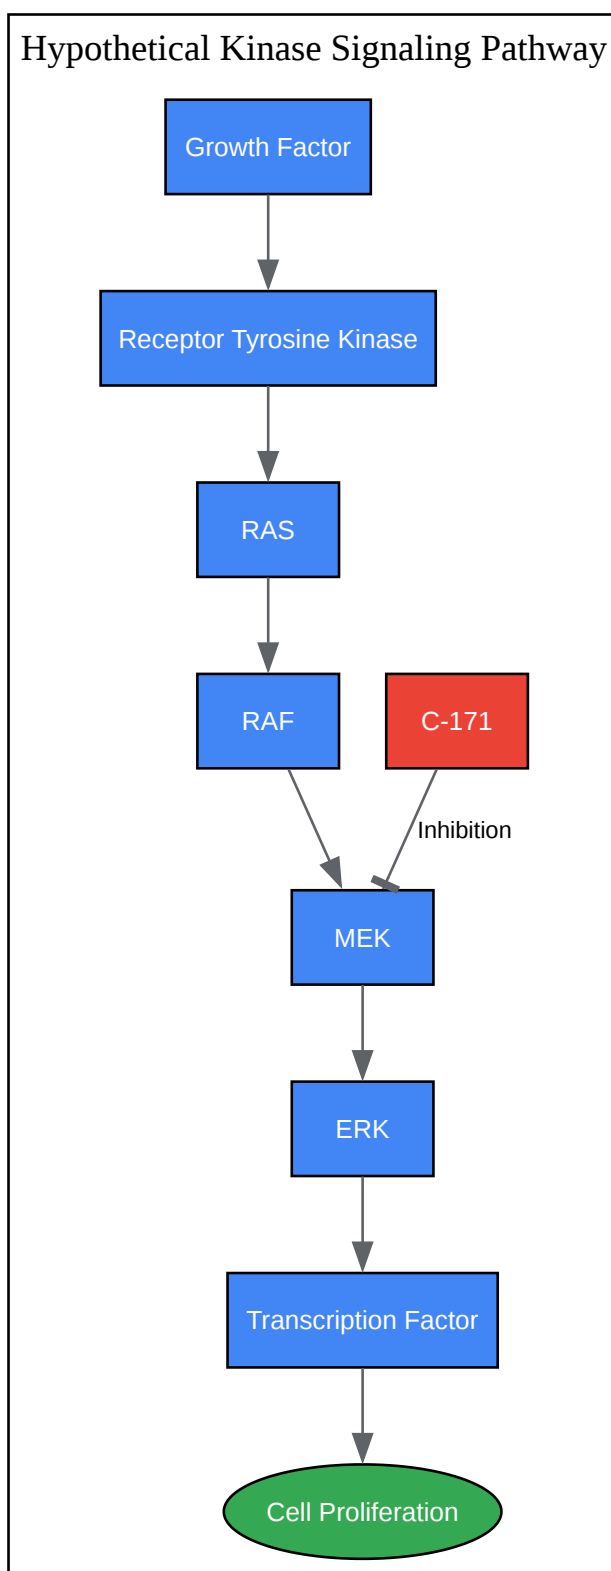 Hypothetical Kinase Signaling Pathway
Growth Factor
Receptor Tyrosine Kinase
RAS
RAF
C-171
Inhibition
MEK
ERK
Transcription Factor
Cell Proliferation